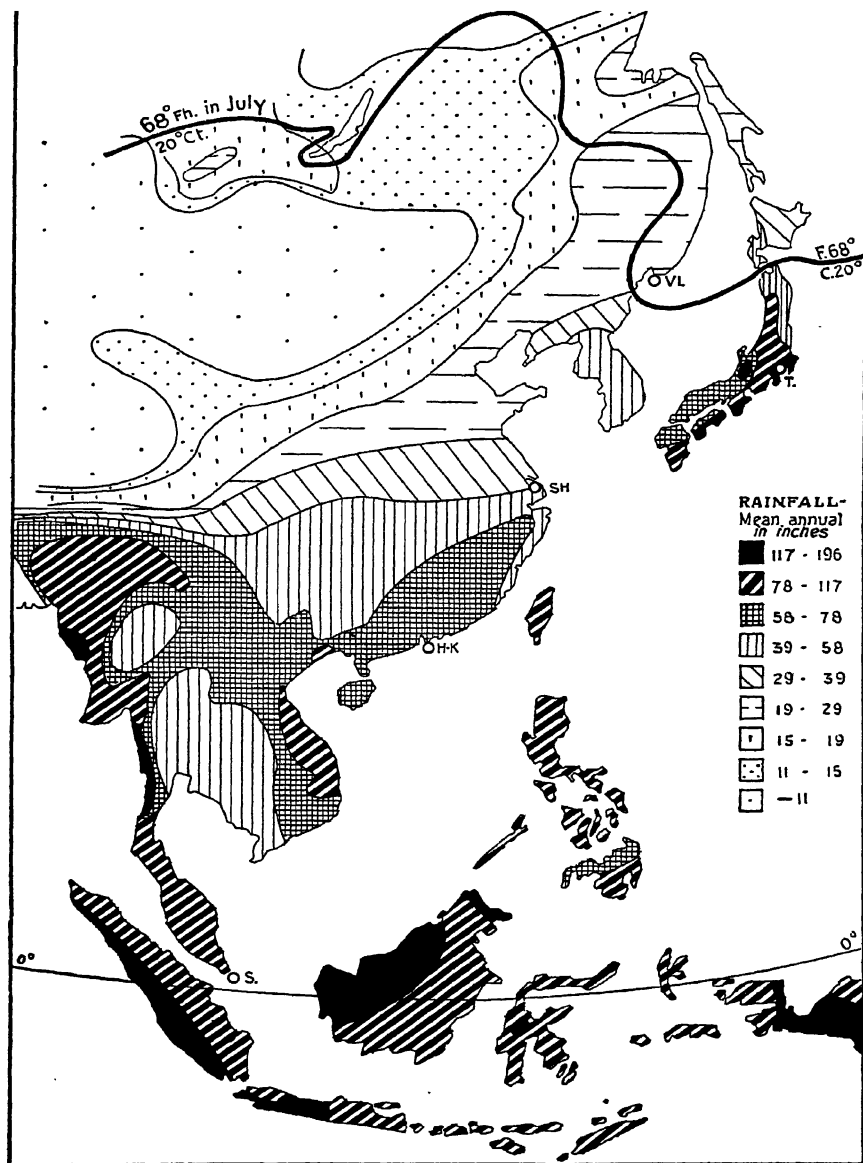 68° Fh. in July
20° Ct.
F. 68°
C. 20°
VL
T.
SH
H·K
S.
0°
0°
RAINFALL-
Mean annual
in inches
117 - 196
78 - 117
58 - 78
39 - 58
29 - 39
19 - 29
15 - 19
11 - 15
—11